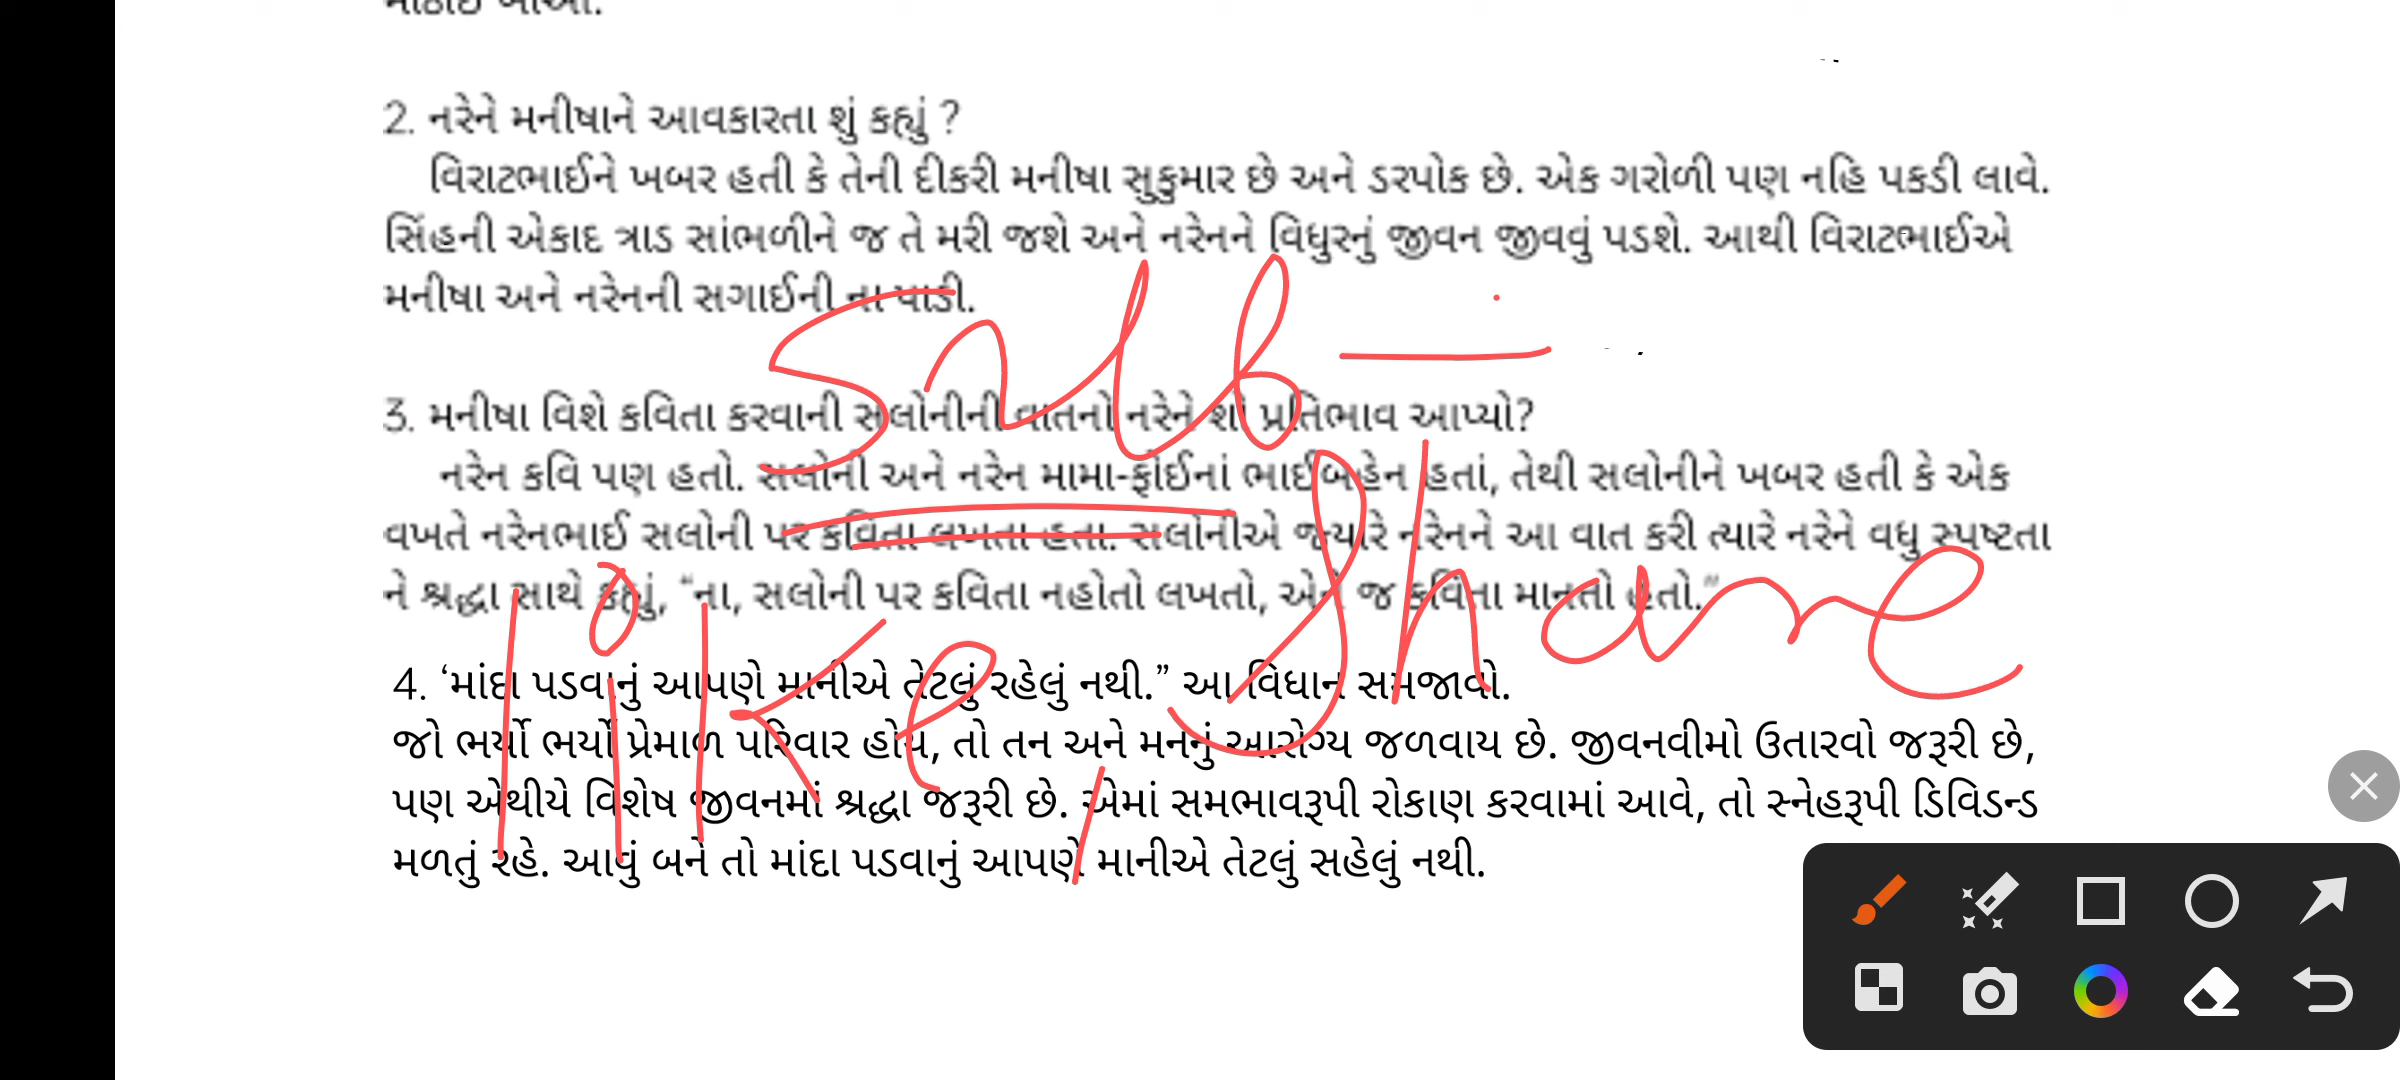 2. નરેને મનીષાને આવકારતા શું કહ્યું ?
વિરાટભાઈને ખબર હતી કે તેની દીકરી મનીષા સુકુમાર છે અને ડરપોક છે. એક ગરોળી પણ નહિ પકડી લાવે.
સિંહની એકાદ ત્રાડ સાંભળીને જ તે મરી જશે અને નરેનને વિધુરનું જીવન જીવવું પડશે. આથી વિરાટભાઈએ
મનીષા અને નરેનની સગાઈની ના પાડી.
Sub
3. મનીષા વિશે કવિતા કરવાની સલોનીની વાતનો નરેને શો પ્રતિભાવ આપ્યો?
નરેન કવિ પણ હતો. સલોની અને નરેન મામા-ફોઈનાં ભાઈબહેન હતાં, તેથી સલોનીને ખબર હતી કે એક
વખતે નરેનભાઈ સલોની પર કવિતા લખતા હતા. સલોનીએ જ્યારે નરેનને આ વાત કરી ત્યારે નરેને વધુ સ્પષ્ટતા
ને શ્રદ્ધા સાથે કહ્યું, “ના, સલોની પર કવિતા નહોતો લખતો, એને જ કવિતા માનતો હતો.”
like / Share
4. ‘માંદા પડવાનું આપણે માનીએ તેટલું રહેલું નથી.” આ વિધાન સમજાવો.
જો ભર્યો ભર્યો પ્રેમાળ પરિવાર હોય, તો તન અને મનનું આરોગ્ય જળવાય છે. જીવનવીમો ઉતારવો જરૂરી છે,
પણ એથીયે વિશેષ જીવનમાં શ્રદ્ધા જરૂરી છે. એમાં સમભાવરૂપી રોકાણ કરવામાં આવે, તો સ્નેહરૂપી ડિવિડન્ડ
મળતું રહે. આવું બને તો માંદા પડવાનું આપણે માનીએ તેટલું સહેલું નથી.